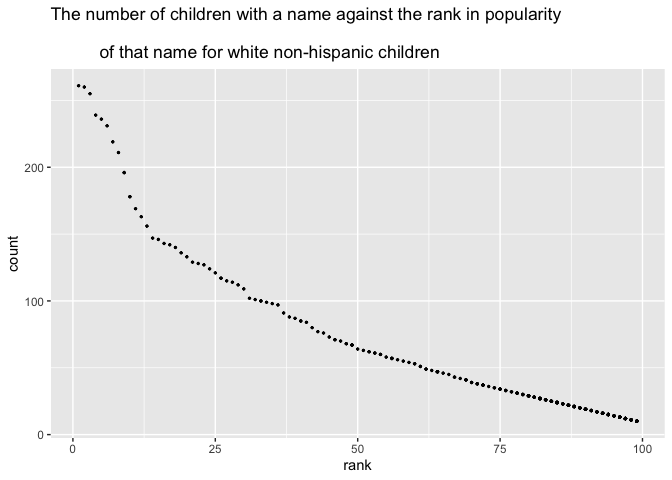 The number of children with a name against the rank in popularity
of that name for white non-hispanic children
200
100
0
count
0 25 50 75 100
rank